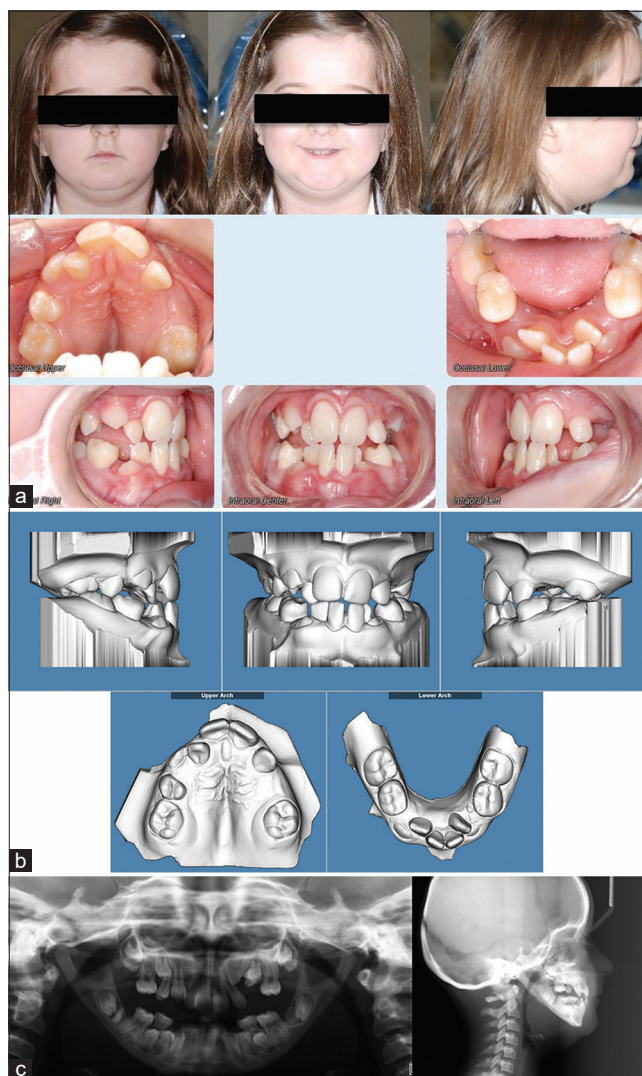 Occlusal Upper
Occlusal Lower
a
Intraoral Center
Intraoral Left
Upper Arch
Lower Arch
b
c